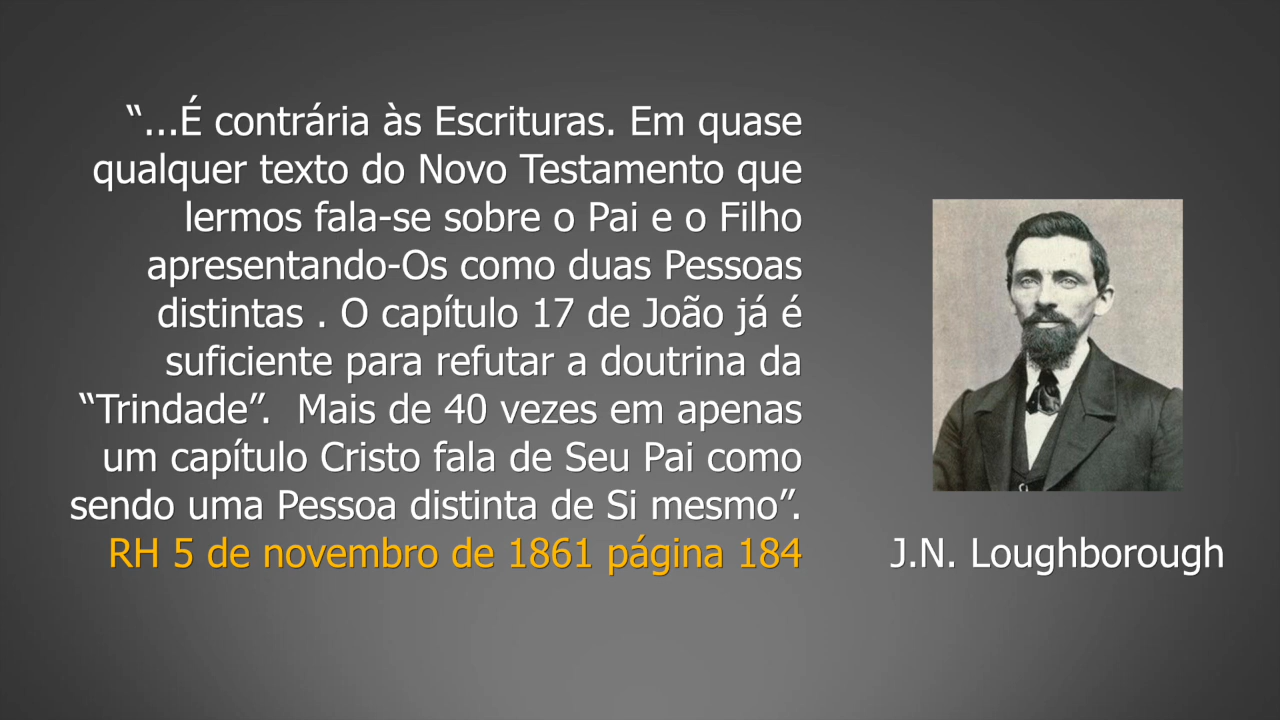 “...É contrária às Escrituras. Em quase
qualquer texto do Novo Testamento que
lermos fala-se sobre o Pai e o Filho
apresentando-Os como duas Pessoas
distintas . O capítulo 17 de João já é
suficiente para refutar a doutrina da
“Trindade”.  Mais de 40 vezes em apenas
um capítulo Cristo fala de Seu Pai como
sendo uma Pessoa distinta de Si mesmo”.
RH 5 de novembro de 1861 página 184
J.N. Loughborough